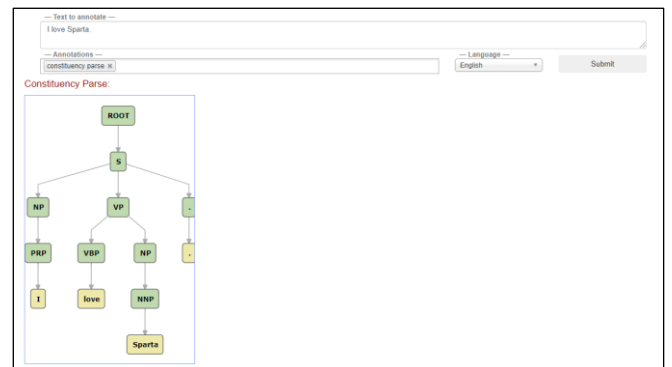 — Text to annotate —
I love Sparta.
— Annotations —
— Language —
constituency parse ×
English
Submit
Constituency Parse:
ROOT
S
NP VP .
PRP VBP NP .
I love NNP
Sparta